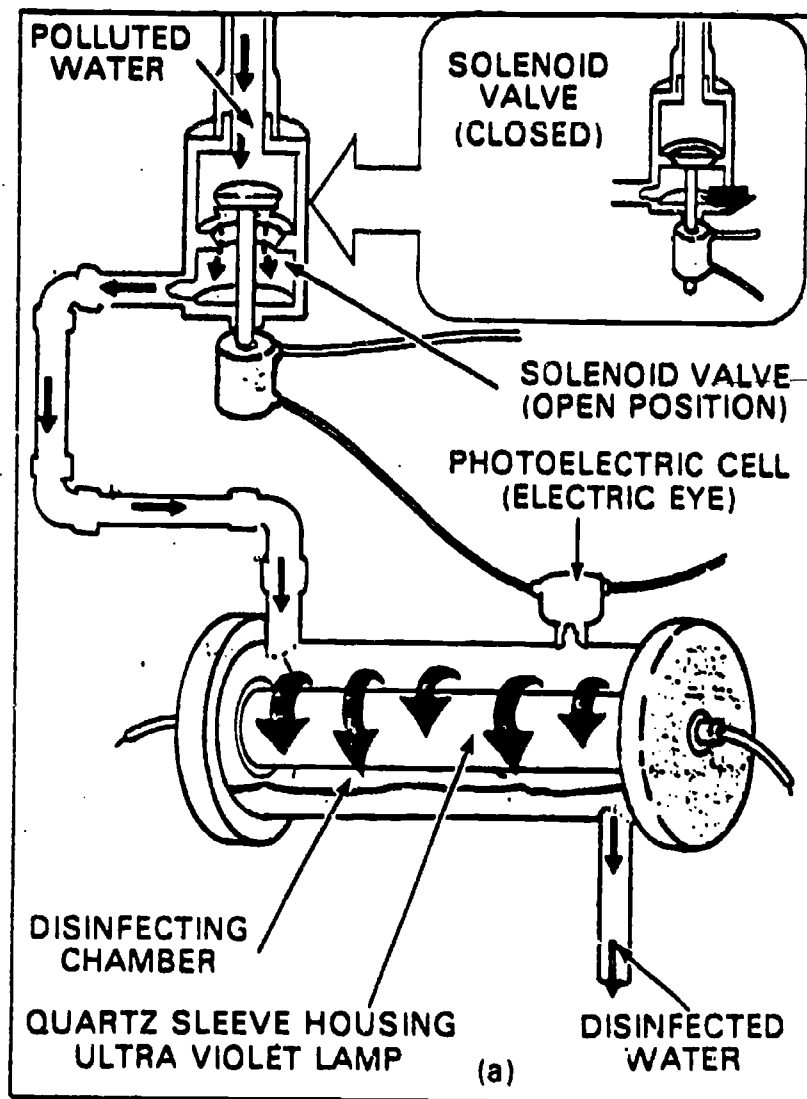 POLLUTED
WATER
SOLENOID
VALVE
(CLOSED)
SOLENOID VALVE
(OPEN POSITION)
PHOTOELECTRIC CELL
(ELECTRIC EYE)
DISINFECTING
CHAMBER
QUARTZ SLEEVE HOUSING
ULTRA VIOLET LAMP
DISINFECTED
WATER
(a)